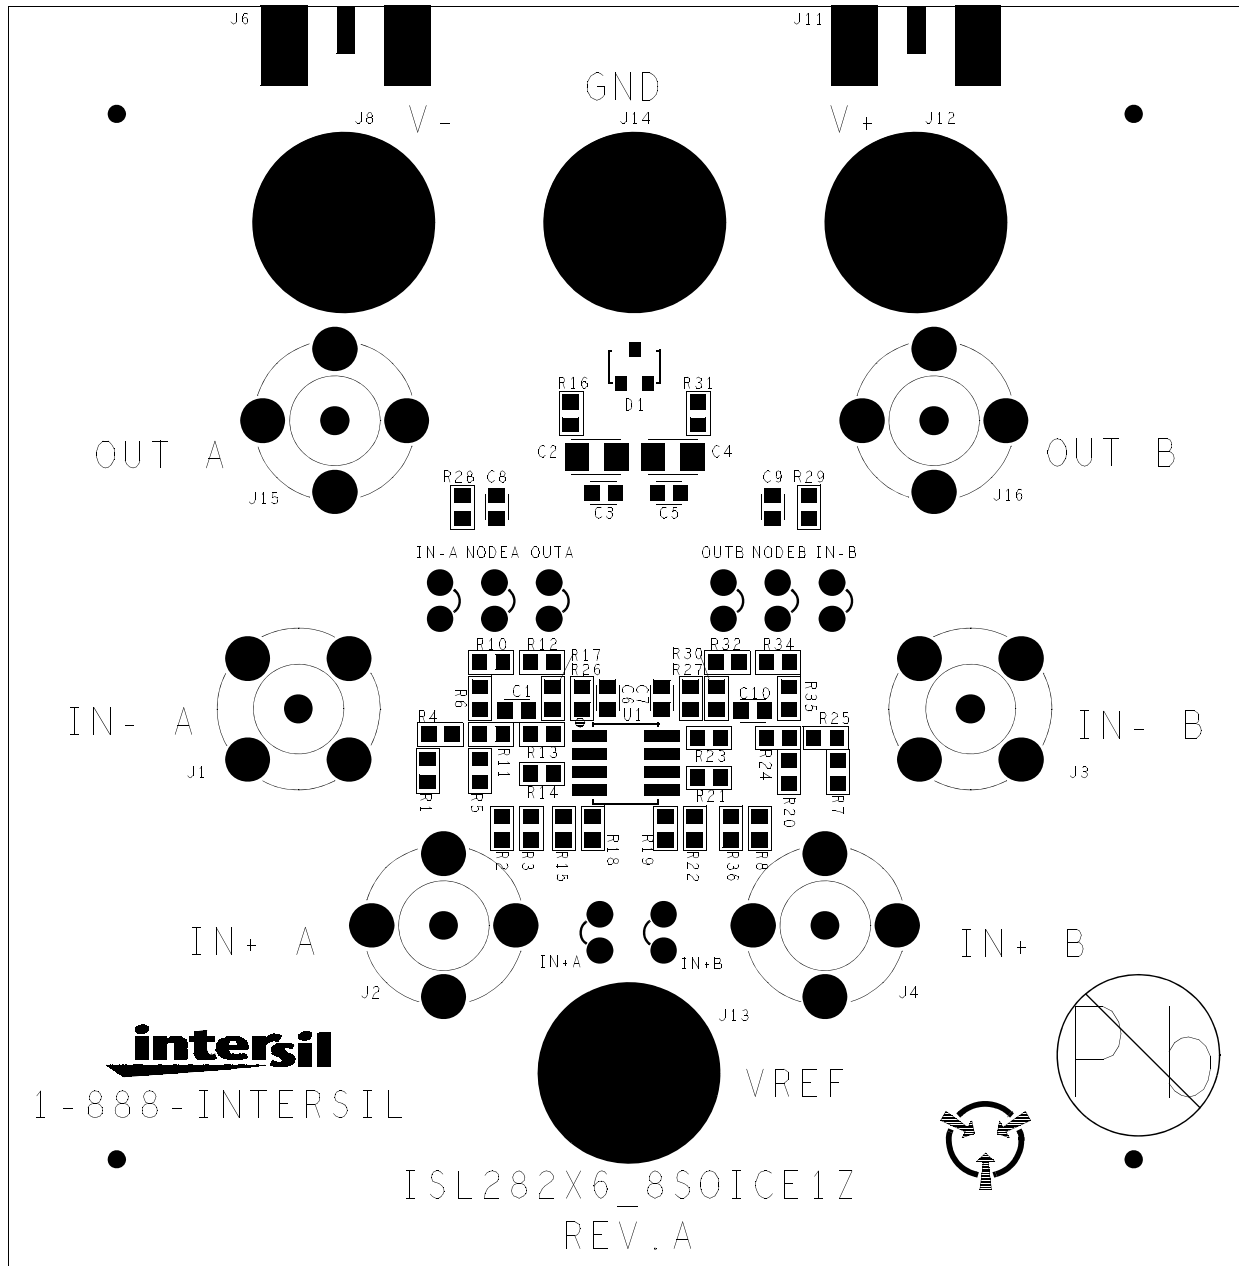 J6
J11
GND
J8
V-
J14
V+
J12
R16
R31
D1
OUT A
C2
C4
OUT B
J15
R28
C8
C3
C5
C9
R29
J16
IN-A NODEA OUTA
OUTB NODEB IN-B
R10
R12
R17
R26
R30
R27
R32
R34
R6
C1
C6
C7
C10
R35
IN- A
R4
U1
R25
IN- B
J1
R11
R13
R23
R24
J3
R1
R5
R14
R21
R20
R7
R2
R3
R15
R18
R19
R22
R36
R8
IN+ A
IN+A
IN+B
IN+ B
J2
J4
J13
intersil
VREF
Pb
1-888-INTERSIL
ISL282X6_8SOICE1Z
REV.A